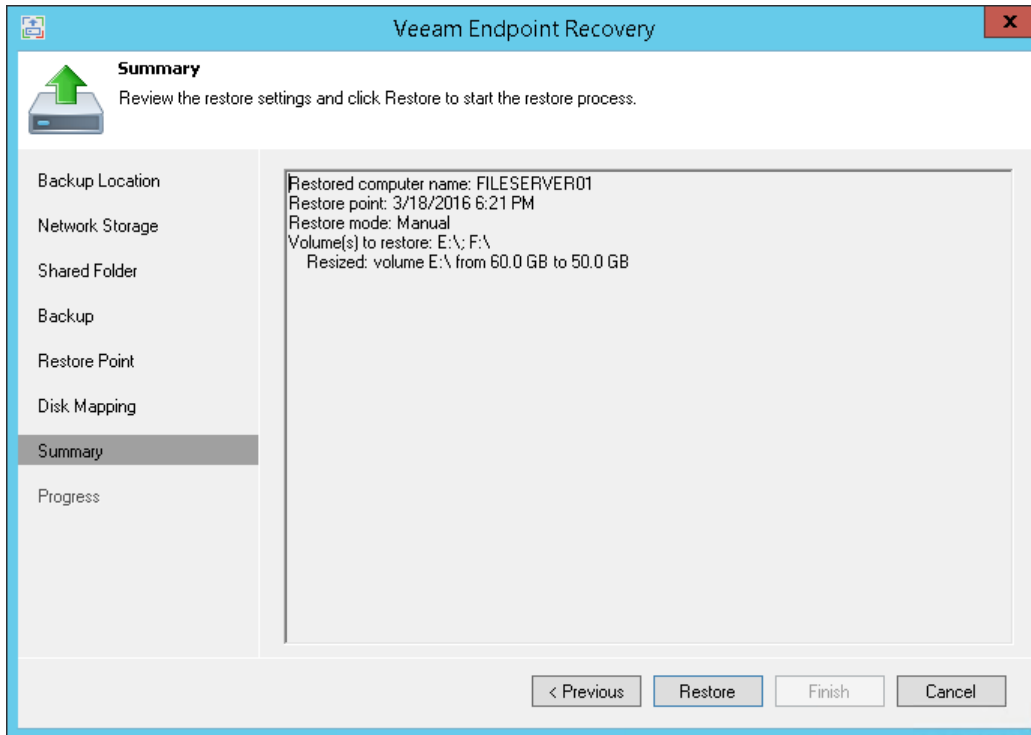 Veeam Endpoint Recovery
x
Summary
Review the restore settings and click Restore to start the restore process.
Backup Location
Network Storage
Shared Folder
Backup
Restore Point
Disk Mapping
Summary
Progress
Restored computer name: FILESERVER01
Restore point: 3/18/2016 6:21 PM
Restore mode: Manual
Volume(s) to restore: E:\; F:\
Resized: volume E:\ from 60.0 GB to 50.0 GB
< Previous
Restore
Finish
Cancel